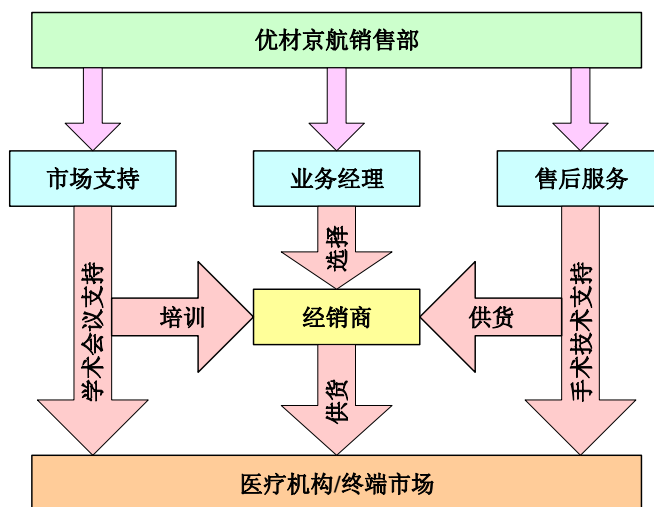 优材京航销售部
市场支持
业务经理
售后服务
选择
学术会议支持
培训
经销商
供货
手术技术支持
供货
医疗机构/终端市场